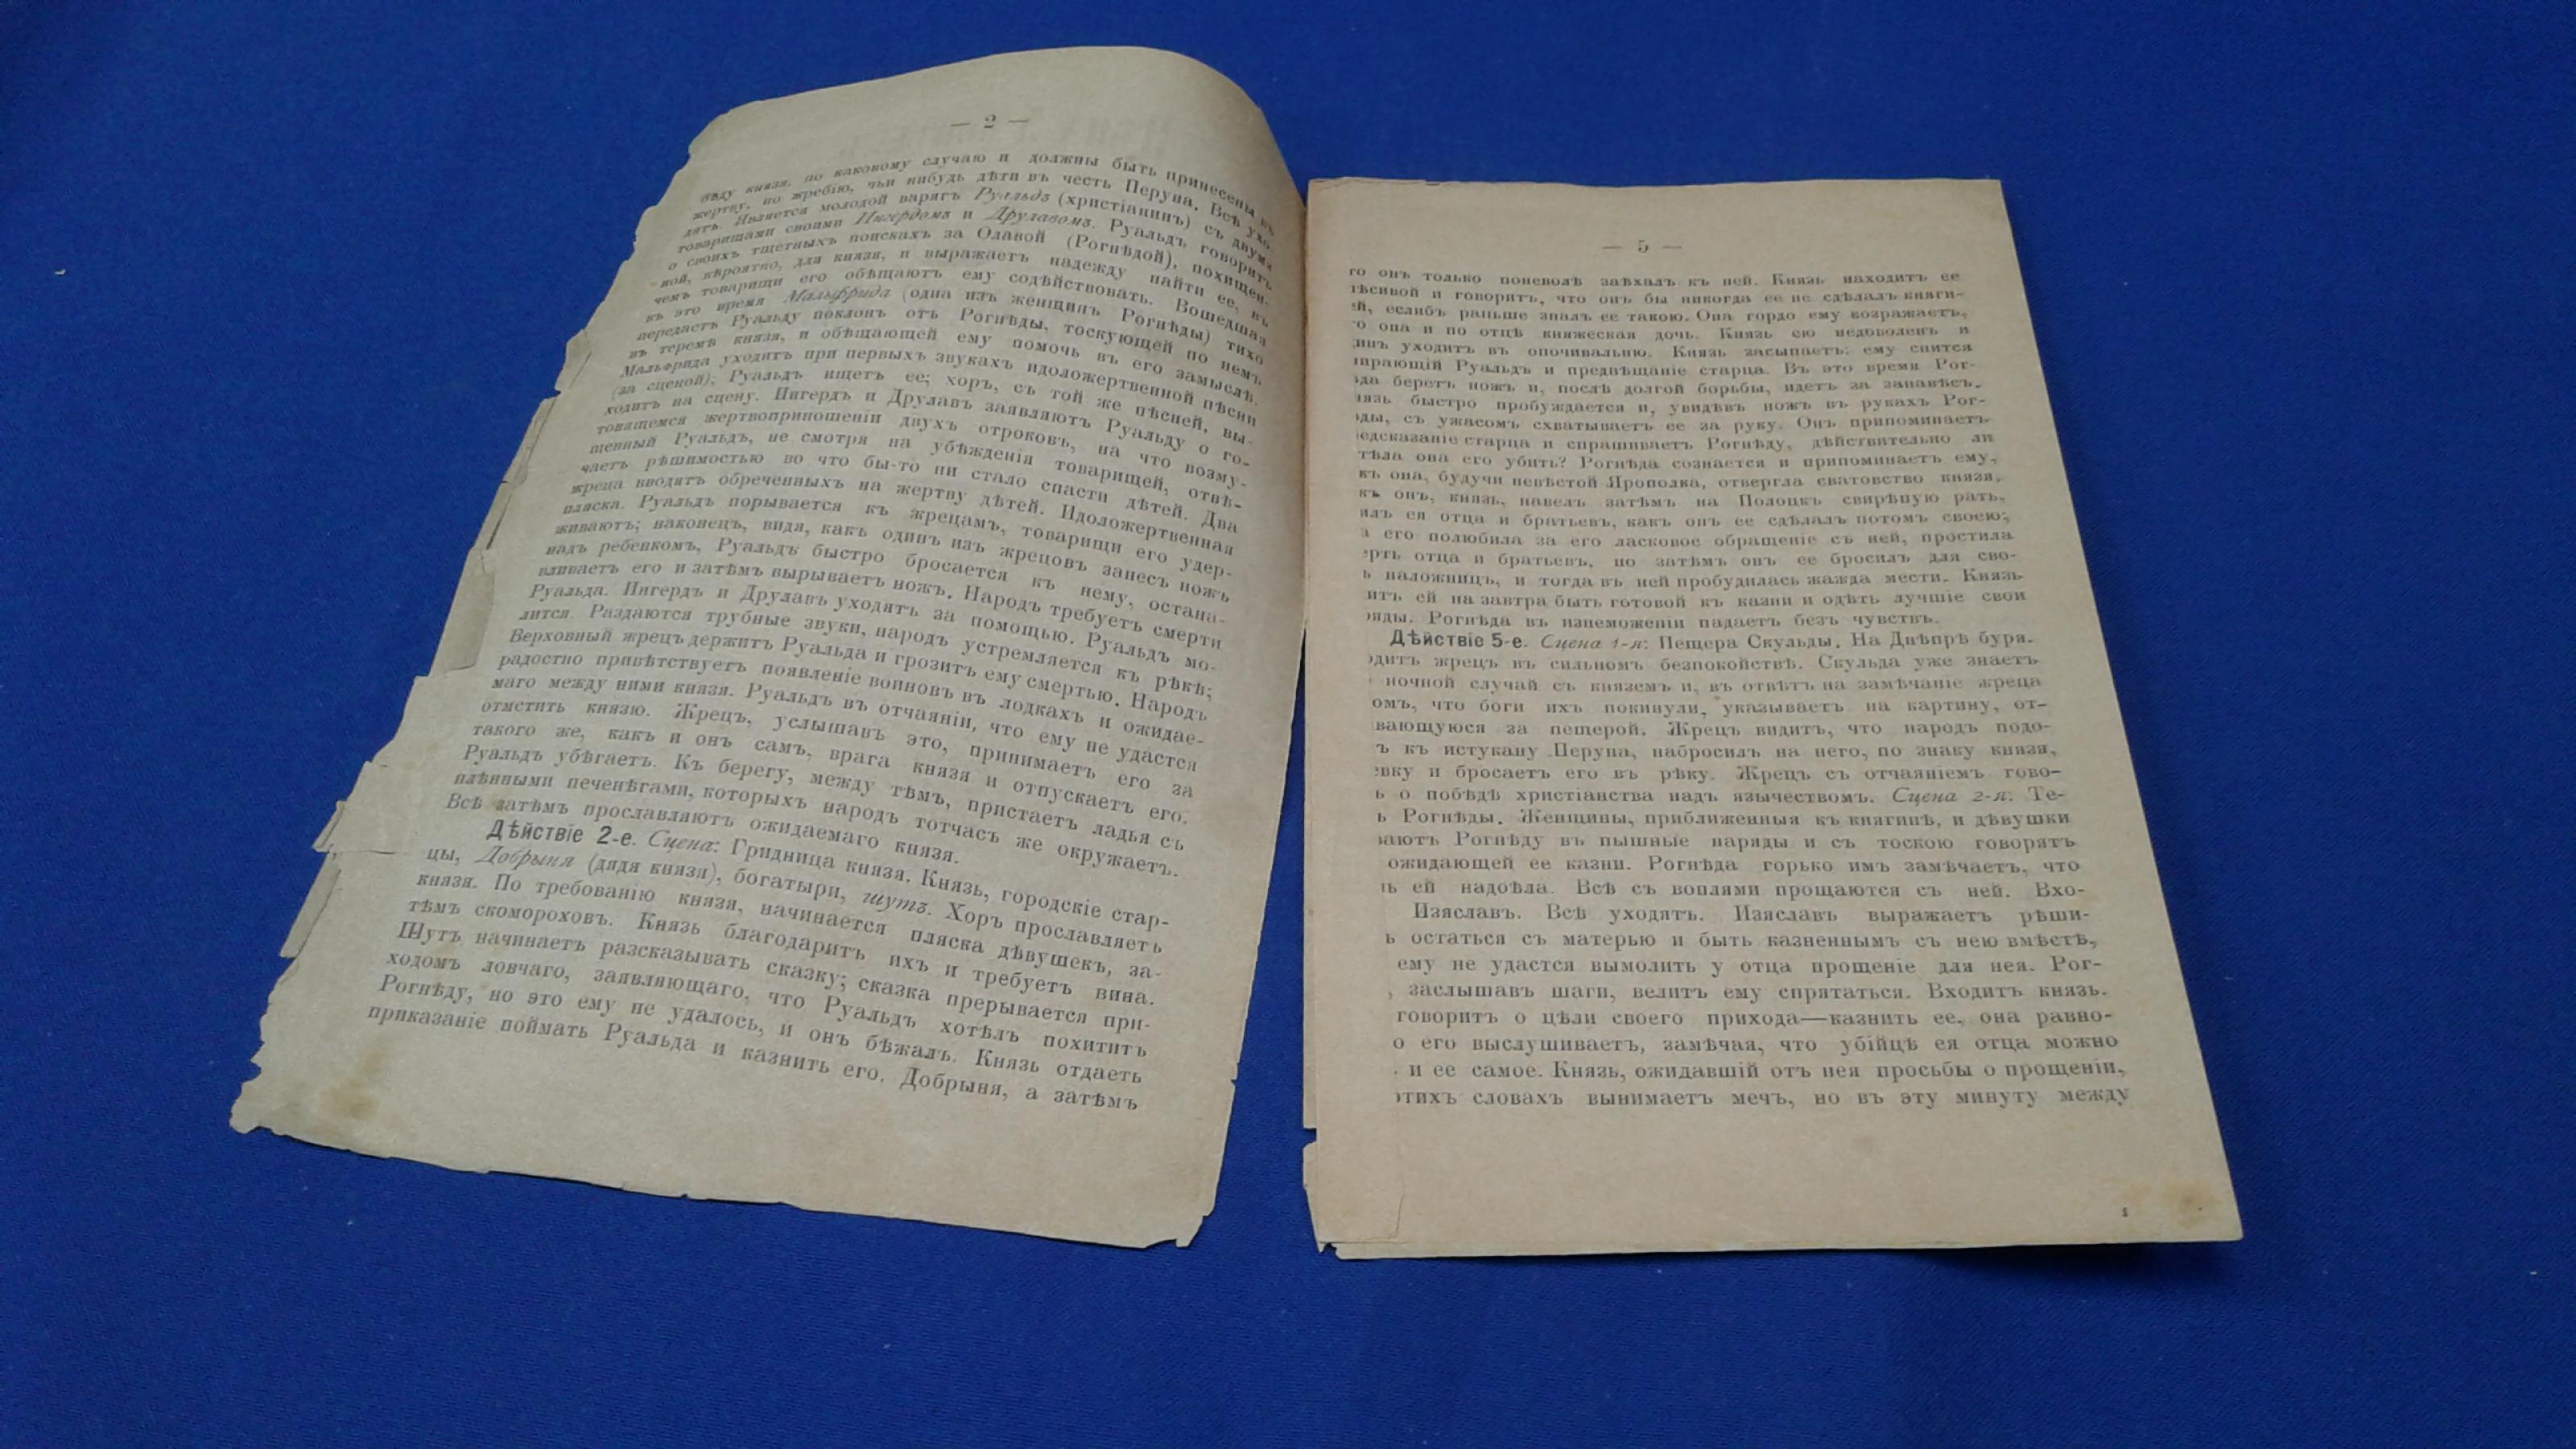 — 2 —
бѣду князя, по каковому случаю и должны быть принесены въ
жертву, по жребію, чьи нибудь дѣти въ честь Перуна. Всѣ ухо-
дятъ. Является молодой варягъ Руальдъ (христіанинъ) съ двумя
товарищами своими Ингердомъ и Друлавомъ. Руальдъ говоритъ
о своихъ тщетныхъ поискахъ за Олавой (Рогнѣдой), похищен-
ной, вѣроятно, для князя, и выражаетъ надежду найти ее, въ
чемъ товарищи его обѣщаютъ ему содѣйствовать. Вошедшая
въ это время Мальфрида (одна изъ женщинъ Рогнѣды) тихо
передаетъ Руальду поклонъ отъ Рогнѣды, тоскующей по немъ
въ теремѣ князя, и обѣщающей ему помочь въ его замыслѣ.
Мальфрида уходитъ при первыхъ звукахъ идоложертвенной пѣсни
(за сценой); Руальдъ ищетъ ее; хоръ, съ той же пѣсней, вы-
ходитъ на сцену. Ингердъ и Друлавъ заявляютъ Руальду о го-
товящемся жертвоприношеніи двухъ отроковъ, на что возму-
щенный Руальдъ, не смотря на убѣжденія товарищей, отвѣ-
чаетъ рѣшимостью во что бы-то ни стало спасти дѣтей. Два
жреца вводятъ обреченныхъ на жертву дѣтей. Идоложертвенная
пляска. Руальдъ порывается къ жрецамъ, товарищи его удер-
живаютъ; наконецъ, видя, какъ одинъ изъ жрецовъ занесъ ножъ
надъ ребенкомъ, Руальдъ быстро бросается къ нему, остана-
вливаетъ его и затѣмъ вырываетъ ножъ. Народъ требуетъ смерти
Руальда. Ингердъ и Друлавъ уходятъ за помощью. Руальдъ мо-
лится. Раздаются трубные звуки, народъ устремляется къ рѣкѣ;
Верховный жрецъ держитъ Руальда и грозитъ ему смертью. Народъ
радостно привѣтствуетъ появленіе воиновъ въ лодкахъ и ожидае-
маго между ними князя. Руальдъ въ отчаяніи, что ему не удастся
отмстить князю. Жрецъ, услышавъ это, принимаетъ его за
такого же, какъ и онъ самъ, врага князя и отпускаетъ его.
Руальдъ убѣгаетъ. Къ берегу, между тѣмъ, пристаетъ ладья съ
плѣнными печенѣгами, которыхъ народъ тотчасъ же окружаетъ.
Всѣ затѣмъ прославляютъ ожидаемаго князя.
Дѣйствіе 2-е. Сцена: Гридница князя. Князь, городскіе стар-
цы, Добрыня (дядя князя), богатыри, шутъ. Хоръ прославляетъ
князя. По требованію князя, начинается пляска дѣвушекъ, за-
тѣмъ скомороховъ. Князь благодаритъ ихъ и требуетъ вина.
Шутъ начинаетъ разсказывать сказку; сказка прерывается при-
ходомъ ловчаго, заявляющаго, что Руальдъ хотѣлъ похитить
Рогнѣду, но это ему не удалось, и онъ бѣжалъ. Князь отдаетъ
приказаніе поймать Руальда и казнить его. Добрыня, а затѣмъ
— 5 —
го онъ только поневолѣ заѣхалъ къ ней. Князь находитъ ее
ѣсивой и говоритъ, что онъ бы никогда ее не сдѣлалъ княги-
ей, еслибъ раньше зналъ ее такою. Она гордо ему возражаетъ,
о она и по отцѣ княжеская дочь. Князь ею недоволенъ и
инъ уходитъ въ опочивальню. Князь засыпаетъ: ему снится
ирающій Руальдъ и предвѣщаніе старца. Въ это время Рог-
да беретъ ножъ и, послѣ долгой борьбы, идетъ за занавѣсъ.
нязь быстро пробуждается и, увидѣвъ ножъ въ рукахъ Рог-
ды, съ ужасомъ схватываетъ ее за руку. Онъ припоминаетъ
едсказаніе старца и спрашиваетъ Рогнѣду, дѣйствительно ли
тѣла она его убить? Рогнѣда сознается и припоминаетъ ему,
къ она, будучи невѣстой Ярополка, отвергла сватовство князя,
къ онъ, князь, навелъ затѣмъ на Полоцкъ свирѣпую рать,
илъ ея отца и братьевъ, какъ онъ ее сдѣлалъ потомъ своею;
а его полюбила за его ласковое обращеніе съ ней, простила
ерть отца и братьевъ, но затѣмъ онъ ее бросилъ для сво-
ъ наложницъ, и тогда въ ней пробудилась жажда мести. Князь
итъ ей на завтра быть готовой къ казни и одѣть лучшіе свои
яды. Рогнѣда въ изнеможеніи падаетъ безъ чувствъ.
Дѣйствіе 5-е. Сцена 1-я: Пещера Скульды. На Днѣпрѣ буря.
дитъ жрецъ въ сильномъ безпокойствѣ. Скульда уже знаетъ
ночной случай съ княземъ и, въ отвѣтъ на замѣчаніе жреца
омъ, что боги ихъ покинули, указываетъ на картину, от-
вающуюся за пещерой. Жрецъ видитъ, что народъ подо-
ъ къ истукану Перуна, набросилъ на него, по знаку князя,
евку и бросаетъ его въ рѣку. Жрецъ съ отчаяніемъ гово-
ъ о побѣдѣ христіанства надъ язычествомъ. Сцена 2-я: Те-
ъ Рогнѣды. Женщины, приближенныя къ княгинѣ, и дѣвушки
аютъ Рогнѣду въ пышные наряды и съ тоскою говорятъ
ожидающей ее казни. Рогнѣда горько имъ замѣчаетъ, что
нь ей надоѣла. Всѣ съ воплями прощаются съ ней. Вхо-
Изяславъ. Всѣ уходятъ. Изяславъ выражаетъ рѣши-
ь остаться съ матерью и быть казненнымъ съ нею вмѣстѣ,
ему не удастся вымолить у отца прощеніе для нея. Рог-
, заслышавъ шаги, велитъ ему спрятаться. Входитъ князь.
говоритъ о цѣли своего прихода—казнить ее, она равно-
о его выслушиваетъ, замѣчая, что убійцѣ ея отца можно
и ее самое. Князь, ожидавшій отъ нея просьбы о прощеніи,
этихъ словахъ вынимаетъ мечъ, но въ эту минуту между